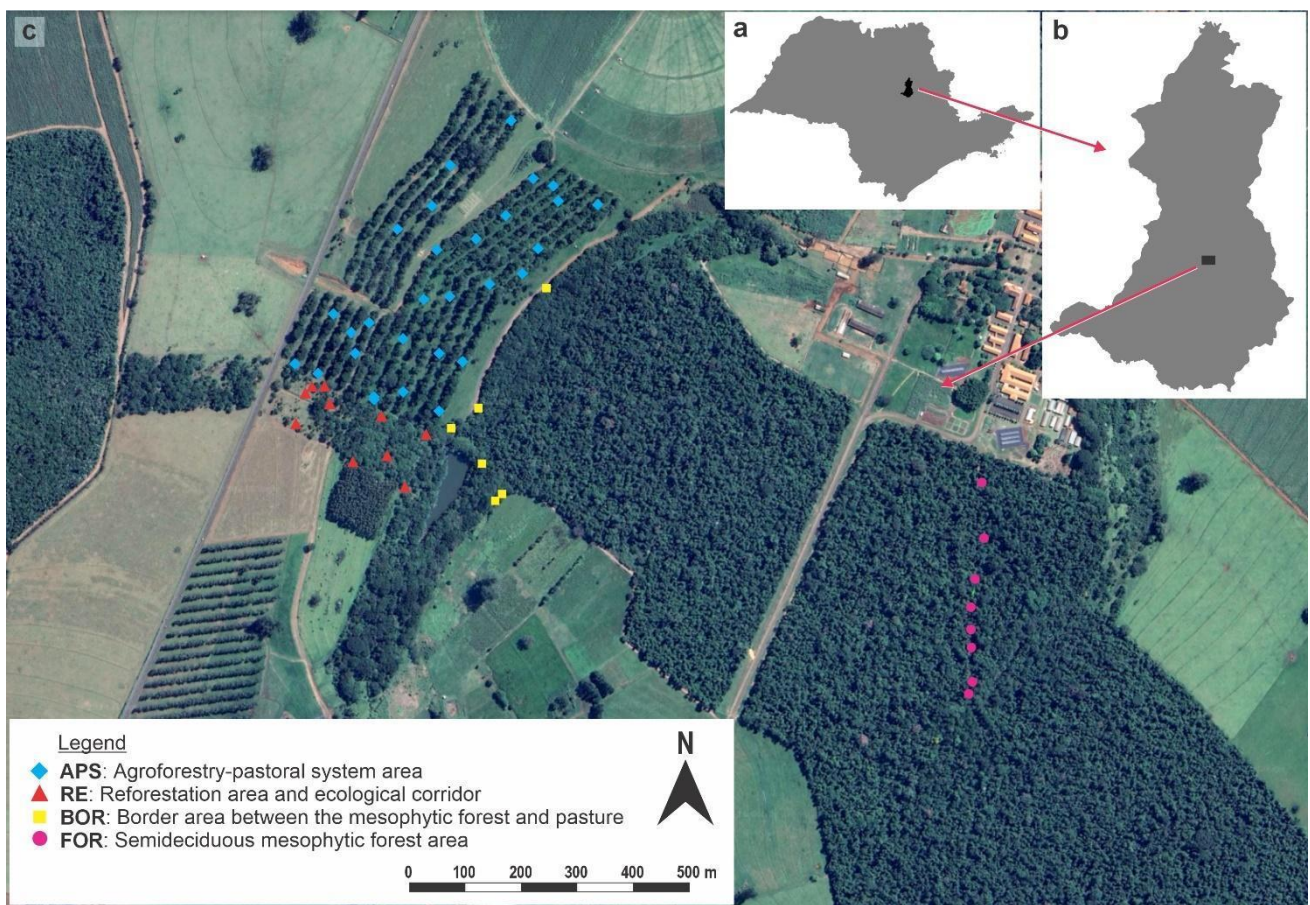 c
a
b
Legend
APS: Agroforestry-pastoral system area
RE: Reforestation area and ecological corridor
BOR: Border area between the mesophytic forest and pasture
FOR: Semideciduous mesophytic forest area
N
0 100 200 300 400 500 m